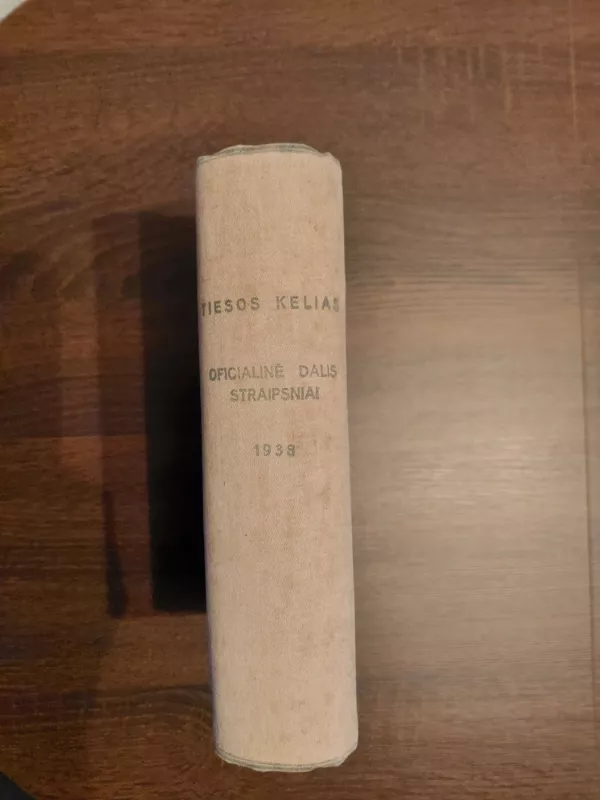 TIESOS KELIAS
OFICIALINĖ DALIS
STRAIPSNIAI
1938